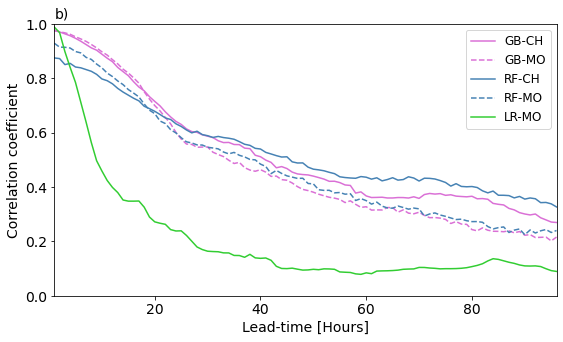 b)
1.0
0.8
0.6
0.4
0.2
0.0
Correlation coefficient
GB-CH
GB-MO
RF-CH
RF-MO
LR-MO
20
40
60
80
Lead-time [Hours]